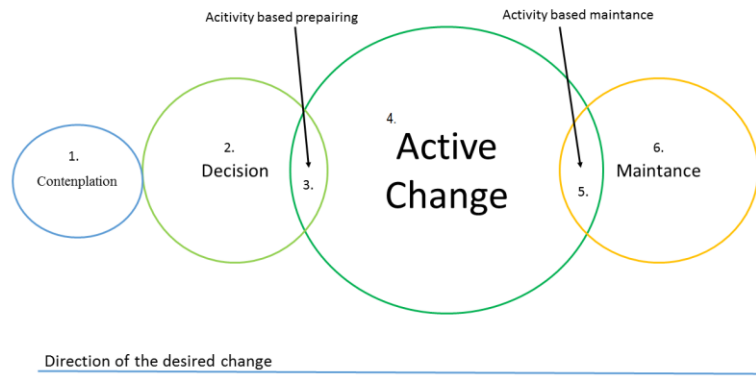 Acitivity based prepairing
Activity based maintance
1.
Contenplation
2.
Decision
3.
4.
Active
Change
5.
6.
Maintance
Direction of the desired change